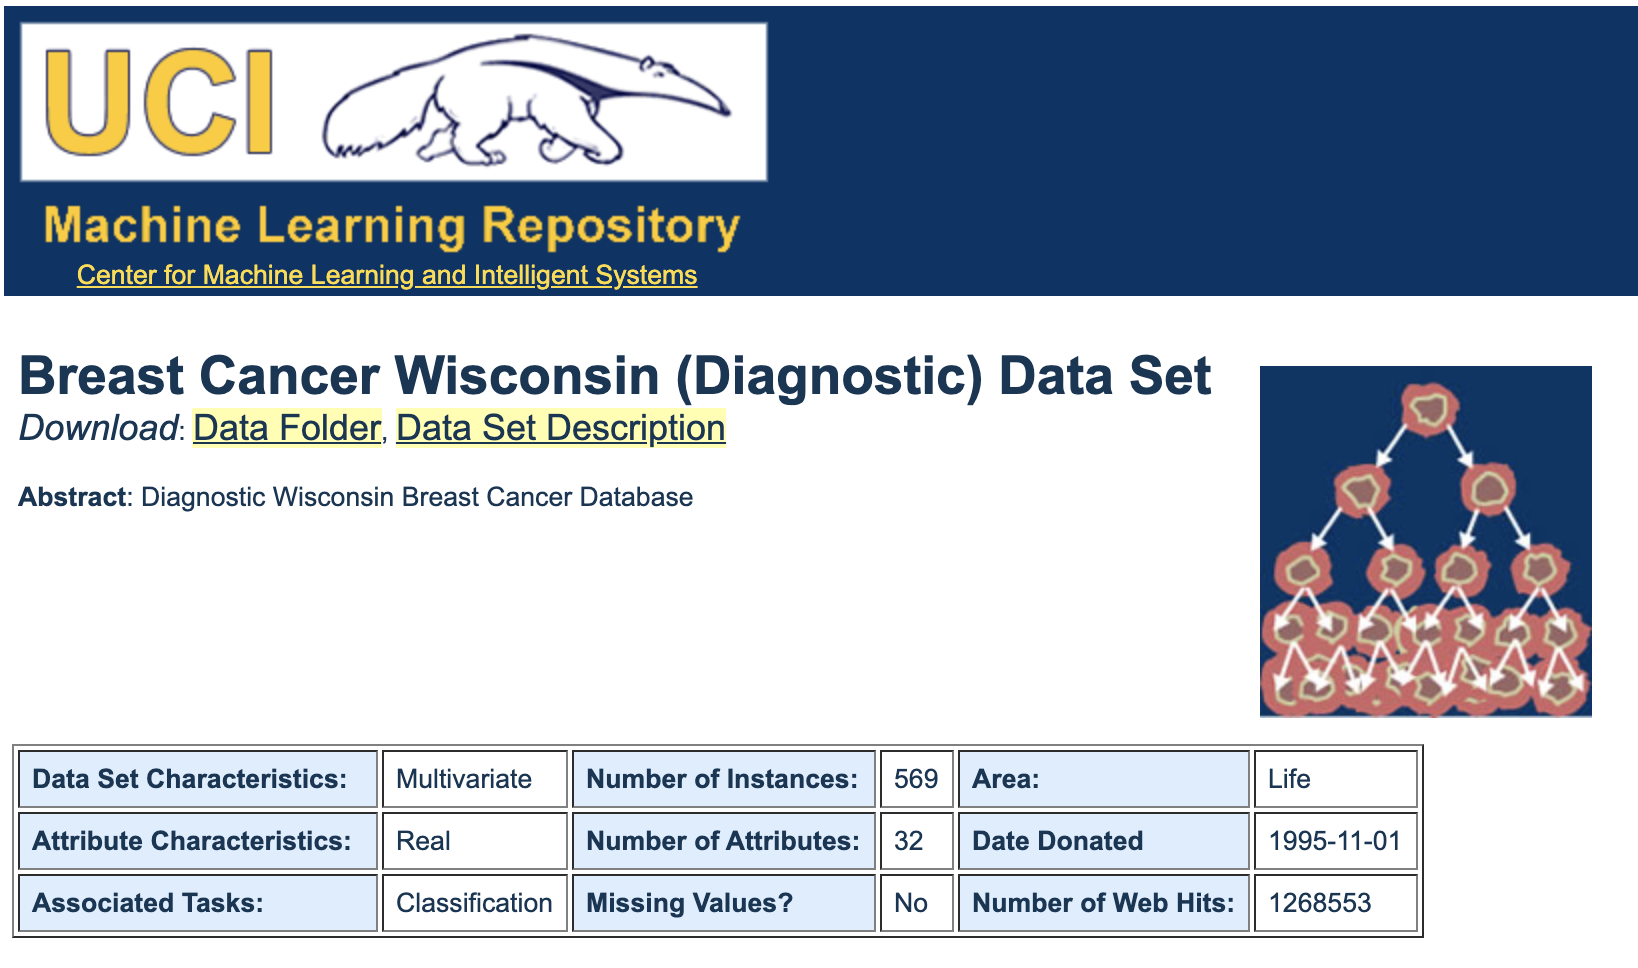 UCI
Machine Learning Repository
Center for Machine Learning and Intelligent Systems
Breast Cancer Wisconsin (Diagnostic) Data Set
Download: Data Folder, Data Set Description
Abstract: Diagnostic Wisconsin Breast Cancer Database
Data Set Characteristics: Multivariate Number of Instances: 569 Area: Life
Attribute Characteristics: Real Number of Attributes: 32 Date Donated 1995-11-01
Associated Tasks: Classification Missing Values? No Number of Web Hits: 1268553